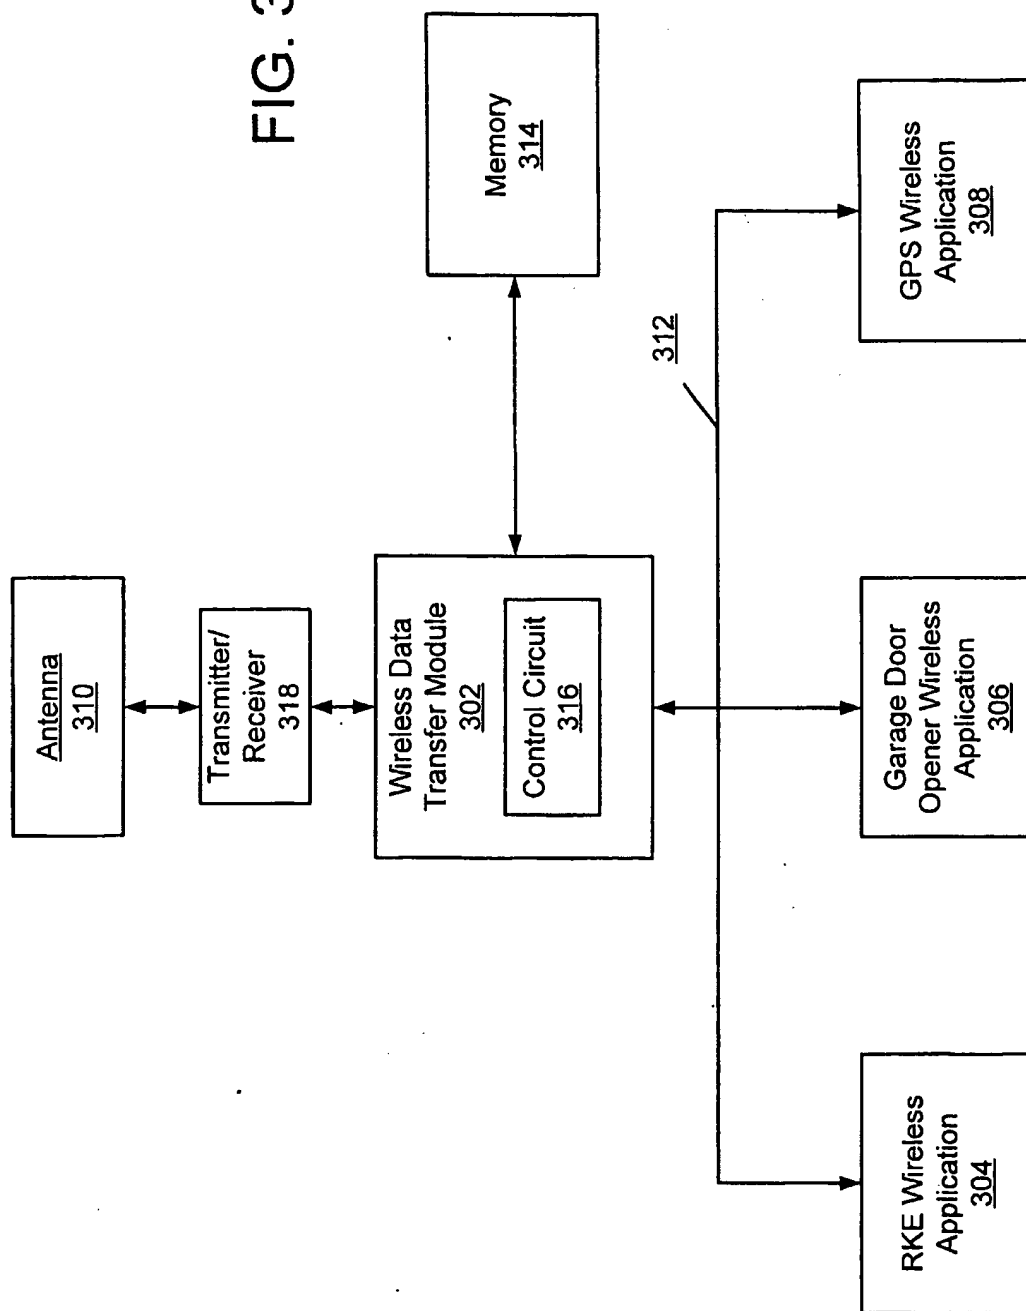 FIG. 3
Antenna
310
Transmitter/
Receiver
318
Wireless Data
Transfer Module
302
Control Circuit
316
Memory
314
312
RKE Wireless
Application
304
Garage Door
Opener Wireless
Application
306
GPS Wireless
Application
308